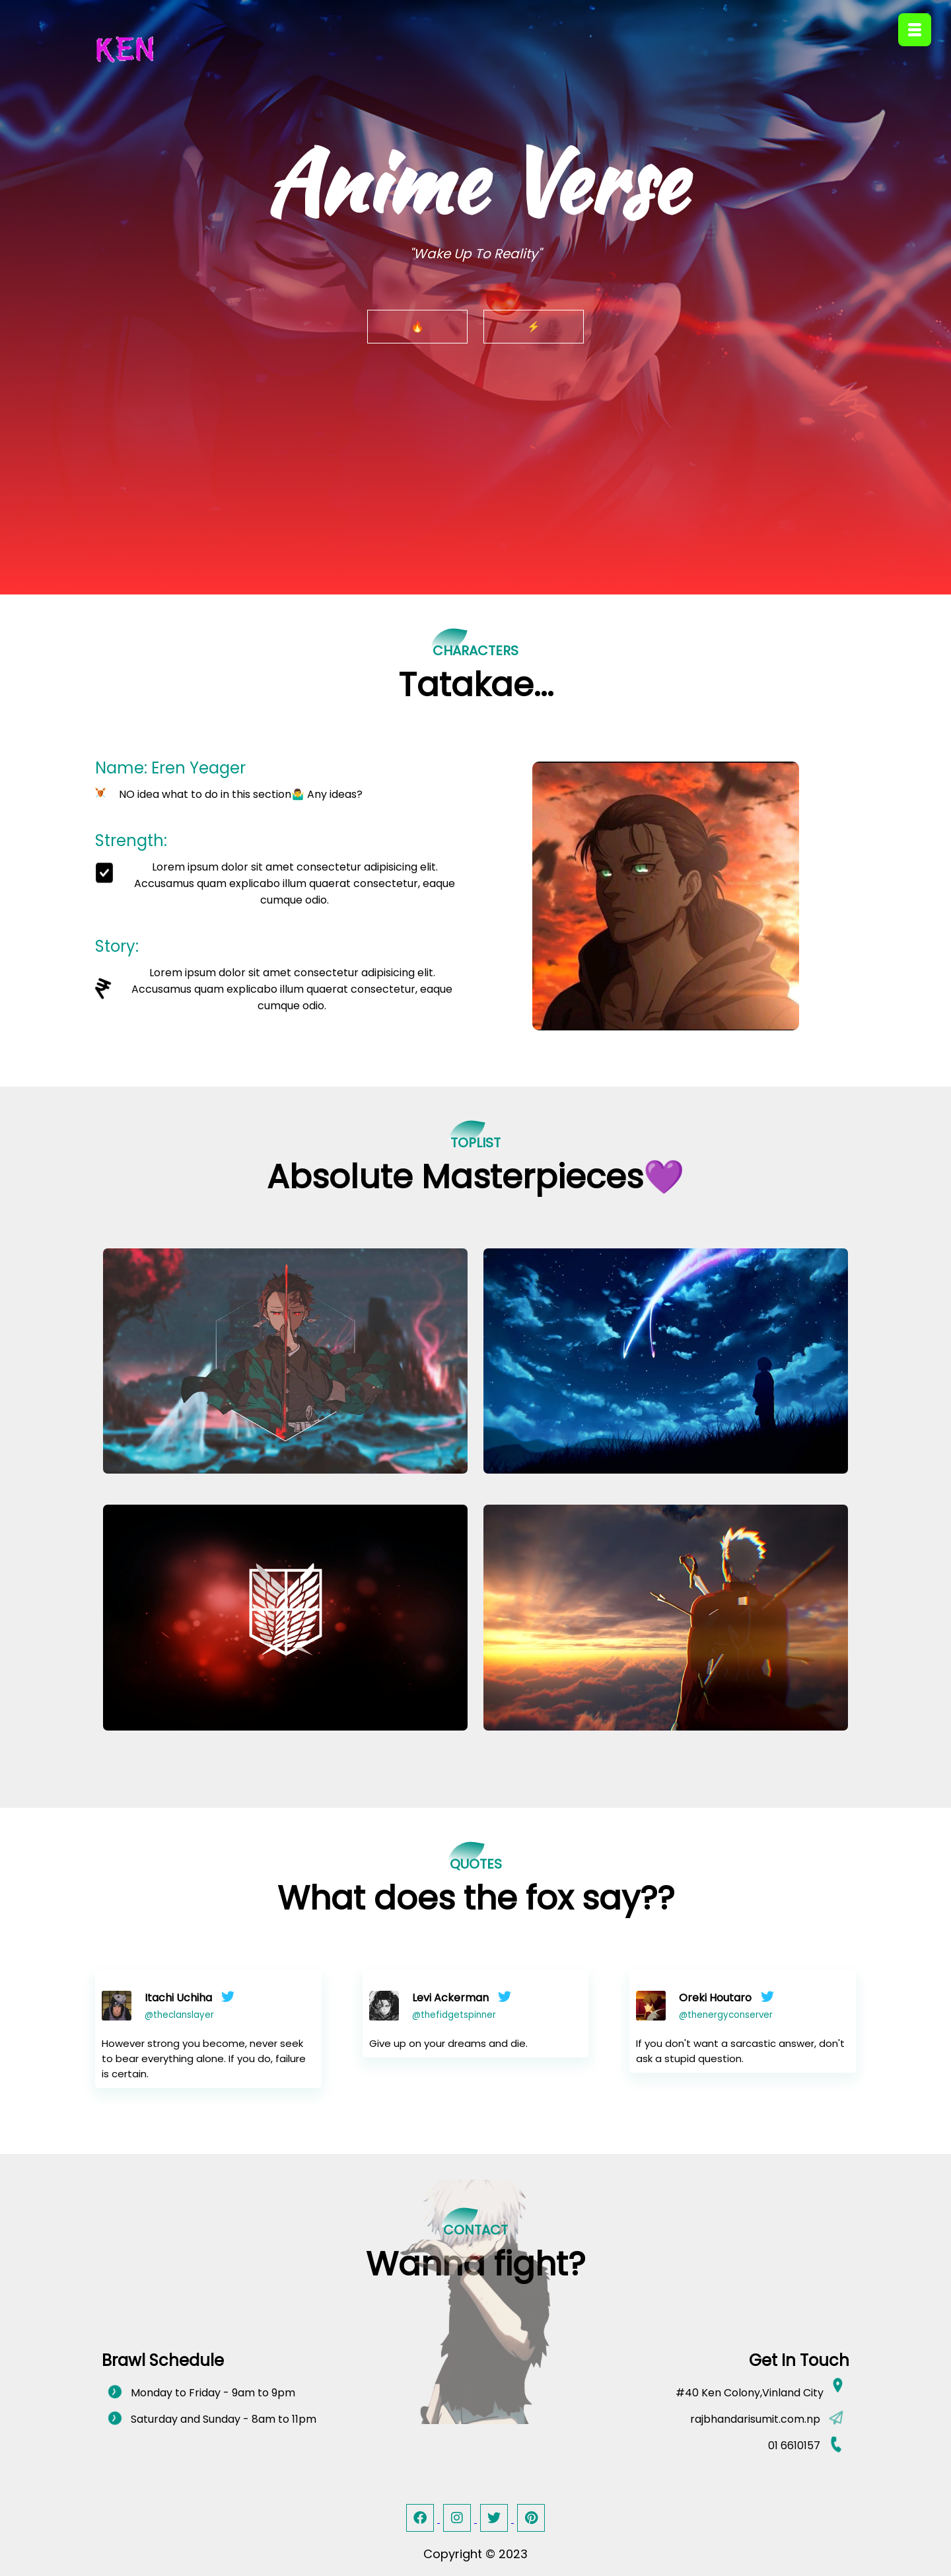 KEN
Anime Verse
"Wake Up To Reality"
🔥 ⚡
CHARACTERS
Tatakae...
Name: Eren Yeager
NO idea what to do in this section🤷‍♂️ Any ideas?
Strength:
Lorem ipsum dolor sit amet consectetur adipisicing elit.
Accusamus quam explicabo illum quaerat consectetur, eaque
cumque odio.
Story:
Lorem ipsum dolor sit amet consectetur adipisicing elit.
Accusamus quam explicabo illum quaerat consectetur, eaque
cumque odio.
TOPLIST
Absolute Masterpieces💜
QUOTES
What does the fox say??
Itachi Uchiha
@theclanslayer
However strong you become, never seek
to bear everything alone. If you do, failure
is certain.
Levi Ackerman
@thefidgetspinner
Give up on your dreams and die.
Oreki Houtaro
@thenergyconserver
If you don't want a sarcastic answer, don't
ask a stupid question.
CONTACT
Wanna fight?
Brawl Schedule
Monday to Friday - 9am to 9pm
Saturday and Sunday - 8am to 11pm
Get In Touch
#40 Ken Colony,Vinland City
rajbhandarisumit.com.np
01 6610157
Copyright © 2023